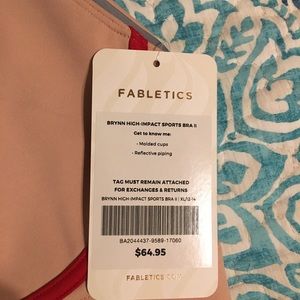 FABLETICS
BRYNN HIGH-IMPACT SPORTS BRA II
Get to know me:
- Molded cups
- Reflective piping
TAG MUST REMAIN ATTACHED
FOR EXCHANGES & RETURNS
BRYNN HIGH-IMPACT SPORTS BRA II | XL/12-14
BA2044437-9589-17060
$64.95
FABLETICS.COM